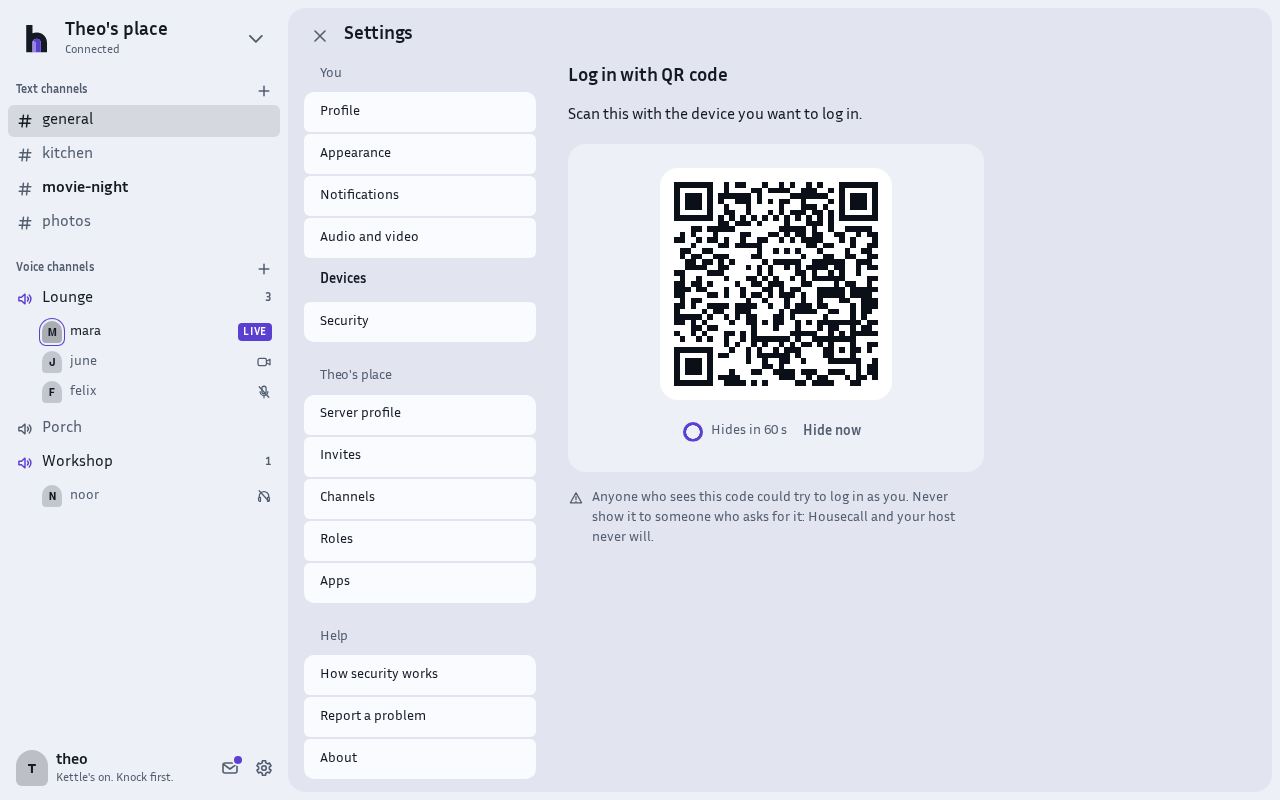 Theo's place
Connected
Text channels
general
kitchen
movie-night
photos
Voice channels
Lounge
3
M
mara
LIVE
J
june
F
felix
Porch
Workshop
1
N
noor
T
theo
Kettle's on. Knock first.
Settings
You
Profile
Appearance
Notifications
Audio and video
Devices
Security
Theo's place
Server profile
Invites
Channels
Roles
Apps
Help
How security works
Report a problem
About
Log in with QR code
Scan this with the device you want to log in.
Hides in 60 s
Hide now
Anyone who sees this code could try to log in as you. Never
show it to someone who asks for it: Housecall and your host
never will.